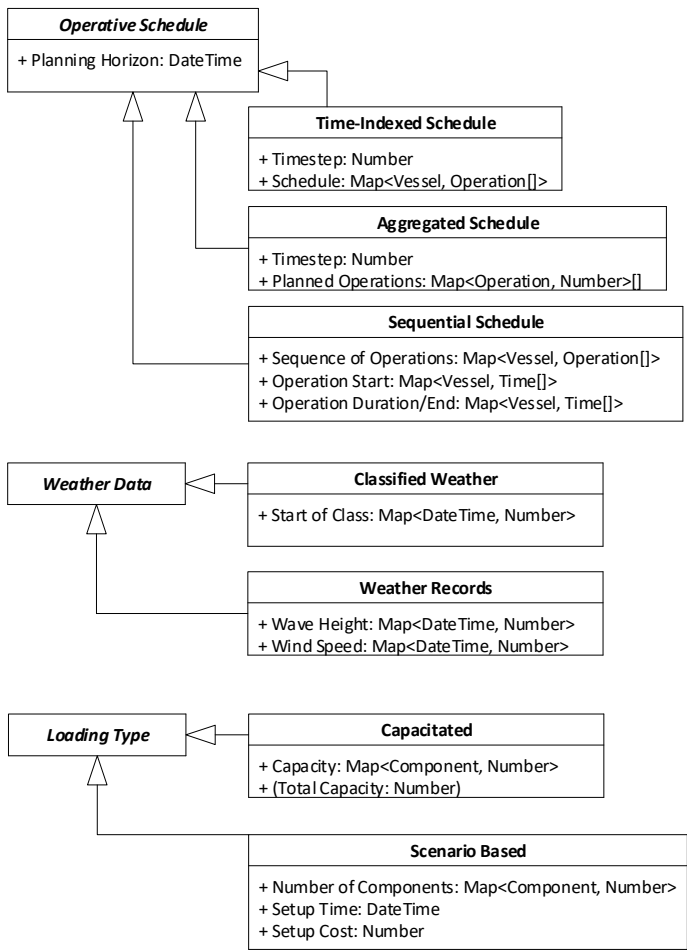 Operative Schedule
+ Planning Horizon: DateTime
Time-Indexed Schedule
+ Timestep: Number
+ Schedule: Map<Vessel, Operation[]>
Aggregated Schedule
+ Timestep: Number
+ Planned Operations: Map<Operation, Number>[]
Sequential Schedule
+ Sequence of Operations: Map<Vessel, Operation[]>
+ Operation Start: Map<Vessel, Time[]>
+ Operation Duration/End: Map<Vessel, Time[]>
Weather Data
Classified Weather
+ Start of Class: Map<DateTime, Number>
Weather Records
+ Wave Height: Map<DateTime, Number>
+ Wind Speed: Map<DateTime, Number>
Loading Type
Capacitated
+ Capacity: Map<Component, Number>
+ (Total Capacity: Number)
Scenario Based
+ Number of Components: Map<Component, Number>
+ Setup Time: DateTime
+ Setup Cost: Number